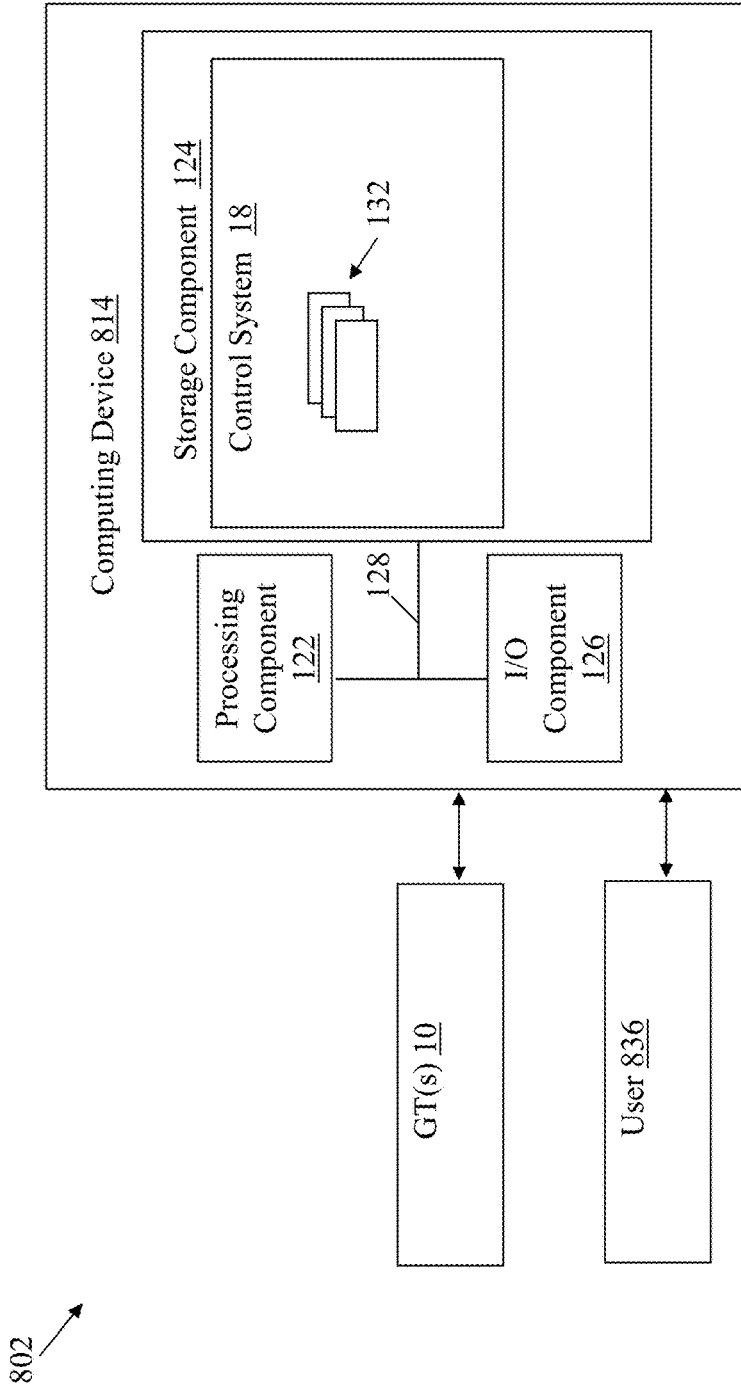 802
Computing Device 814
Storage Component 124
Control System 18
132
Processing
Component
122
128
I/O
Component
126
GT(s) 10
User 836